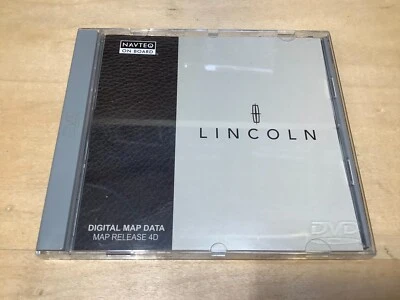 NAVTEQ
ON BOARD
LINCOLN
DIGITAL MAP DATA
MAP RELEASE 4D
DVD